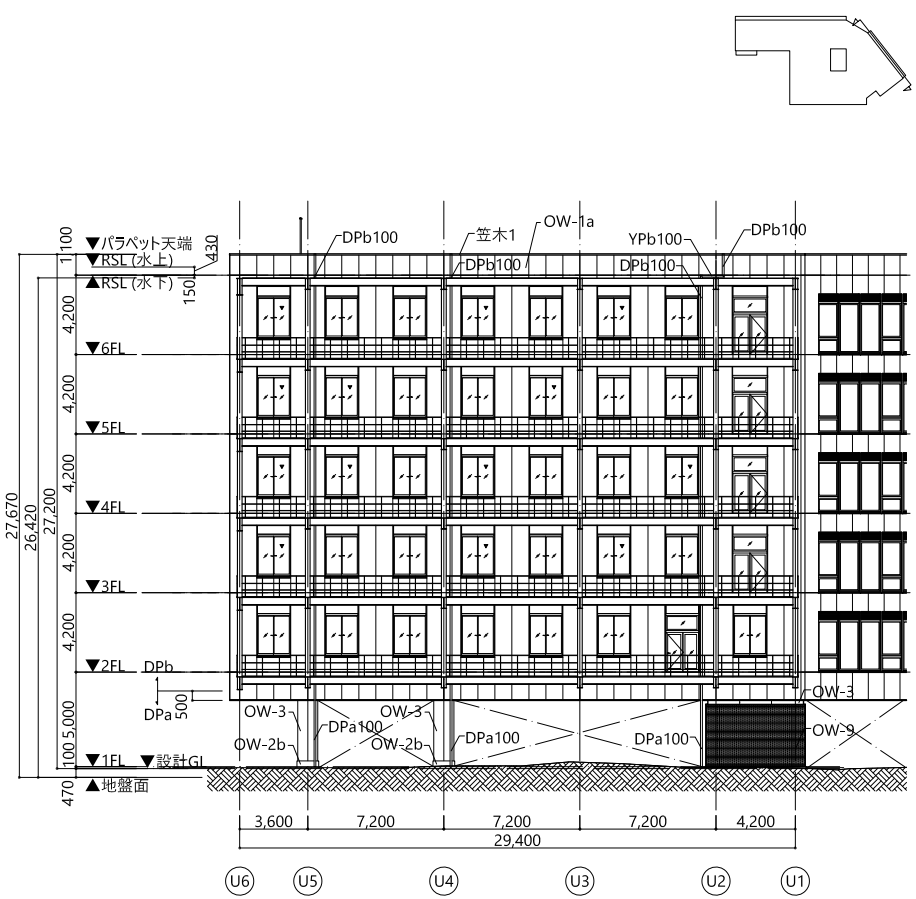 OW-1a
笠木1
DPb100
DPb100
YPb100
DPb100
DPb100
▼パラペット天端
▼RSL (水上)
▲RSL (水下)
430
150
1,100
4,200
▼6FL
4,200
▼5FL
4,200
▼4FL
4,200
▼3FL
4,200
▼2FL
DPb
DPa
500
5,000
100
▼1FL
▼設計GL
▲地盤面
470
27,670
26,420
27,200
OW-3
DPa100
OW-2b
OW-3
OW-2b
DPa100
DPa100
OW-3
OW-9
3,600
7,200
7,200
7,200
4,200
29,400
U6
U5
U4
U3
U2
U1